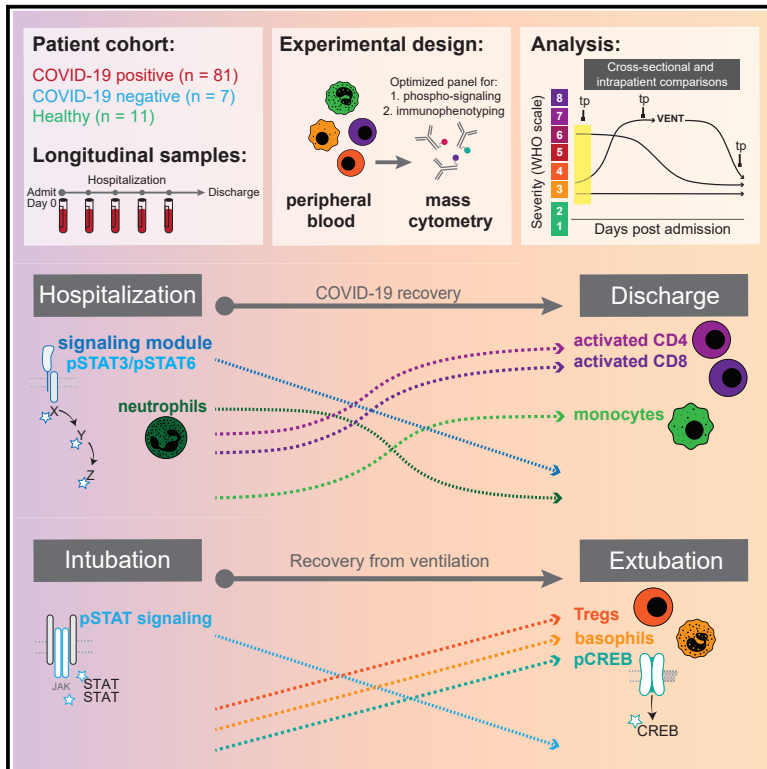 Patient cohort:
COVID-19 positive (n = 81)
COVID-19 negative (n = 7)
Healthy (n = 11)
Longitudinal samples:
Hospitalization
Admit
Day 0
Discharge
Experimental design:
Optimized panel for:
1. phospho-signaling
2. immunophenotyping
peripheral
blood
mass
cytometry
Analysis:
Cross-sectional and
intrapatient comparisons
Severity (WHO scale)
8
7
6
5
4
3
2
1
tp
tp
VENT
tp
Days post admission
Hospitalization
COVID-19 recovery
Discharge
signaling module
pSTAT3/pSTAT6
X
Y
Z
neutrophils
activated CD4
activated CD8
monocytes
Intubation
Recovery from ventilation
Extubation
pSTAT signaling
JAK
STAT
STAT
Tregs
basophils
pCREB
CREB